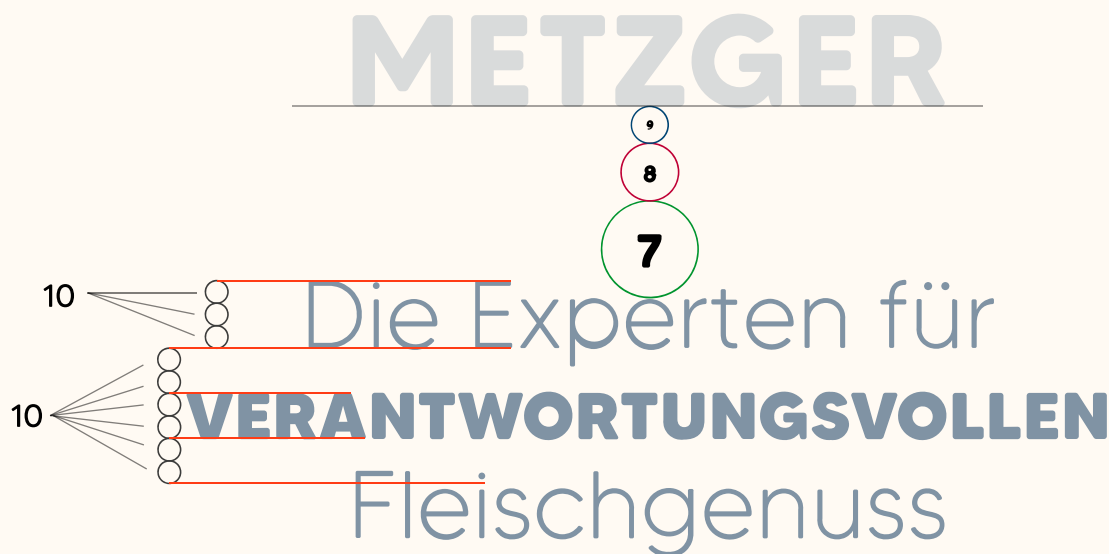 METZGER
9
8
7
10
Die Experten für
10
VERANTWORTUNGSVOLLEN
Fleischgenuss